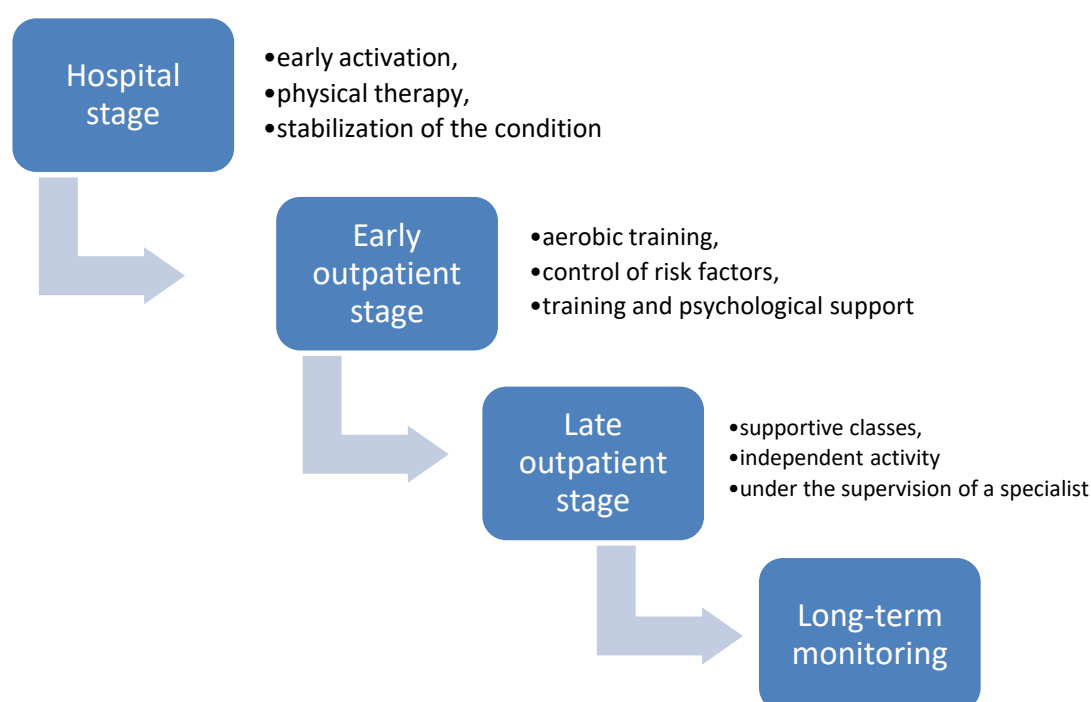 Hospital
stage
•early activation,
•physical therapy,
•stabilization of the condition
Early
outpatient
stage
•aerobic training,
•control of risk factors,
•training and psychological support
Late
outpatient
stage
•supportive classes,
•independent activity
•under the supervision of a specialist
Long-term
monitoring